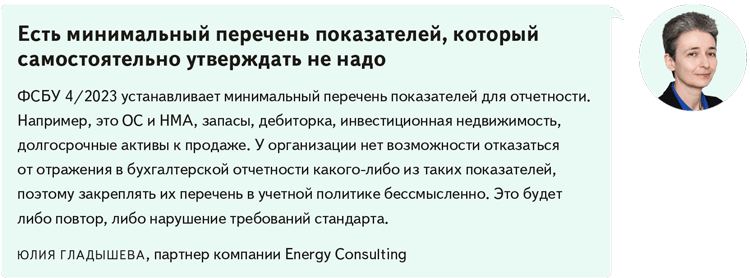 Есть минимальный перечень показателей, который
самостоятельно утверждать не надо
ФСБУ 4/2023 устанавливает минимальный перечень показателей для отчетности.
Например, это ОС и НМА, запасы, дебиторка, инвестиционная недвижимость,
долгосрочные активы к продаже. У организации нет возможности отказаться
от отражения в бухгалтерской отчетности какого-либо из таких показателей,
поэтому закреплять их перечень в учетной политике бессмысленно. Это будет
либо повтор, либо нарушение требований стандарта.
ЮЛИЯ ГЛАДЫШЕВА, партнер компании Energy Consulting